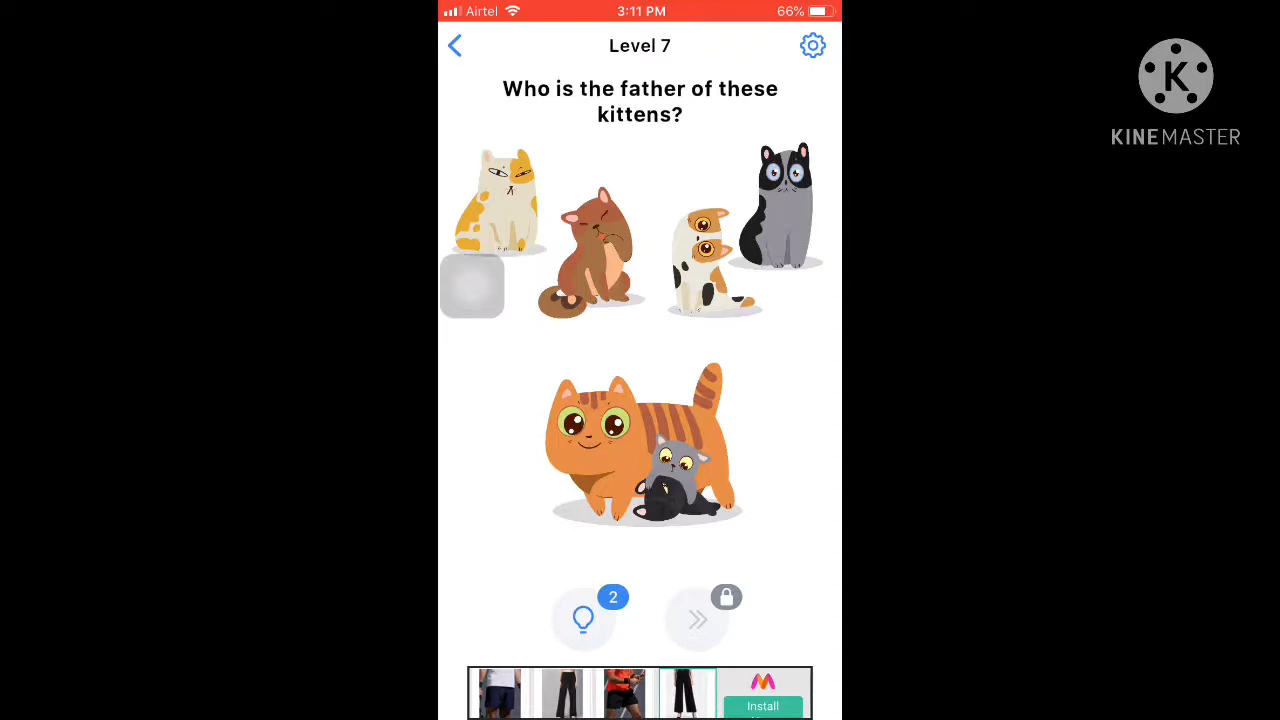 Airtel 3:11 PM 66%
Level 7
Who is the father of these
kittens?
K
KINEMASTER
2
Install